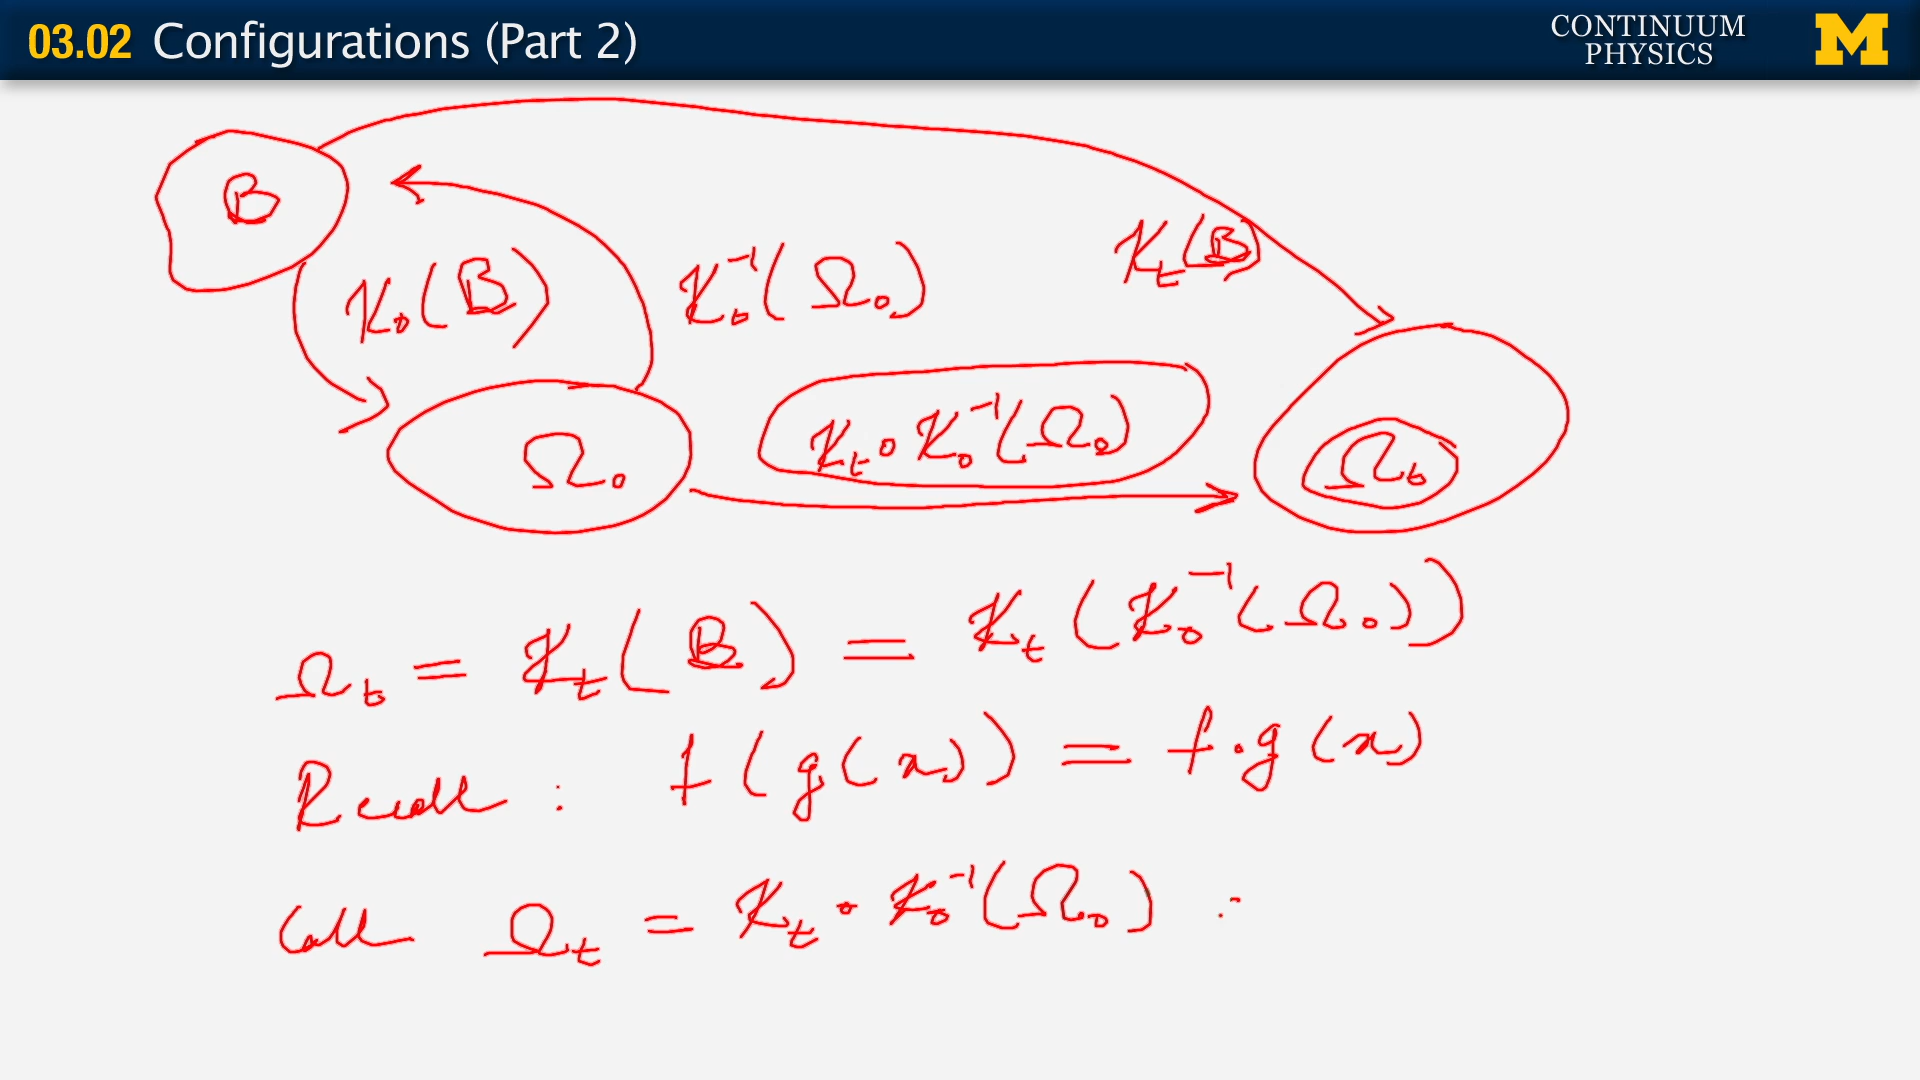 03.02 Configurations (Part 2)
CONTINUUM
PHYSICS
M
B
κ₀(B)
κ₀⁻¹(Ω₀)
κₜ(B)
Ω₀
κₜ∘κ₀⁻¹(Ω₀)
Ωₜ
Ωₜ = κₜ(B) = κₜ(κ₀⁻¹(Ω₀))
Recall : f(g(x)) = f∘g(x)
Call Ωₜ = κₜ∘κ₀⁻¹(Ω₀) :